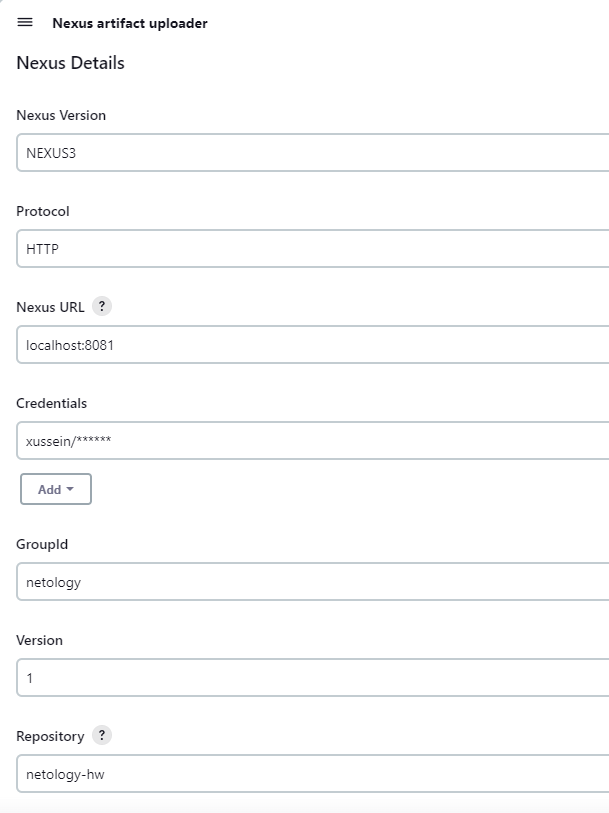 Nexus artifact uploader
Nexus Details
Nexus Version
NEXUS3
Protocol
HTTP
Nexus URL ?
localhost:8081
Credentials
xussein/******
Add
GroupId
netology
Version
1
Repository ?
netology-hw